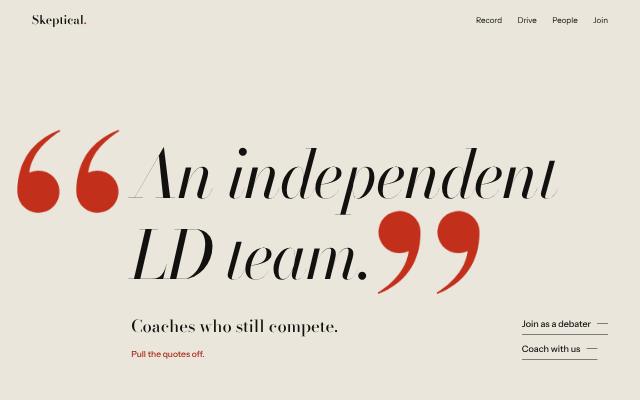 Skeptical.
Record Drive People Join
“An independent
LD team.”
Coaches who still compete.
Pull the quotes off.
Join as a debater —
Coach with us —